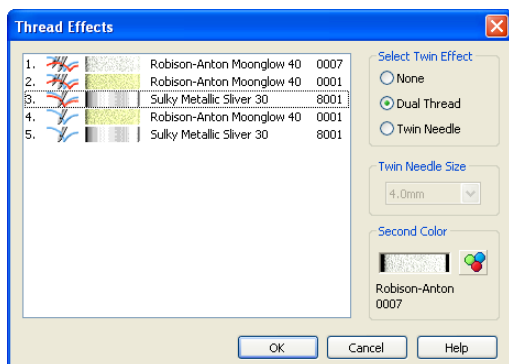 Thread Effects
1. Robison-Anton Moonglow 40 0007
2. Robison-Anton Moonglow 40 0001
3. Sulky Metallic Sliver 30 8001
4. Robison-Anton Moonglow 40 0001
5. Sulky Metallic Sliver 30 8001
Select Twin Effect
None
Dual Thread
Twin Needle
Twin Needle Size
4.0mm
Second Color
Robison-Anton
0007
OK Cancel Help